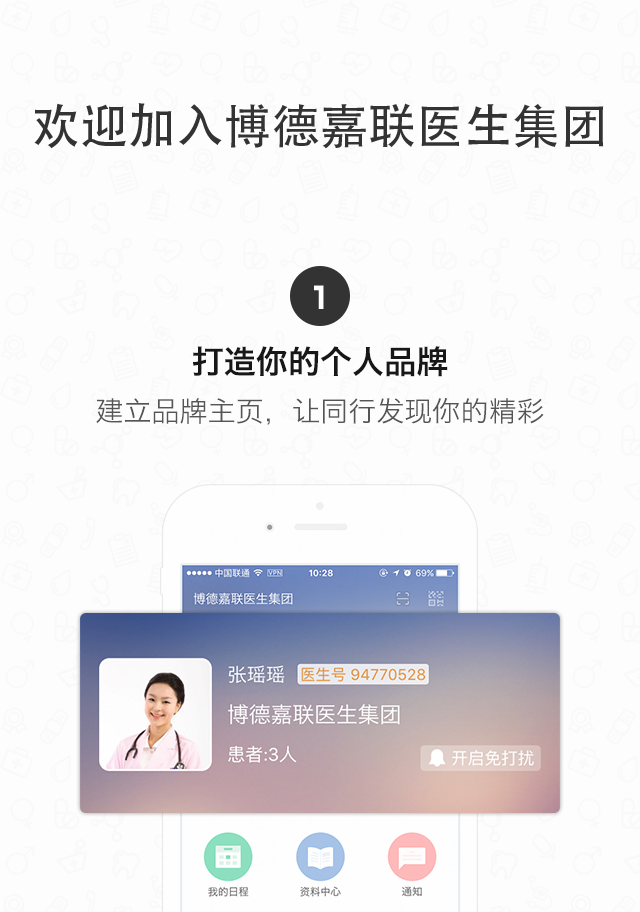 欢迎加入博德嘉联医生集团
1
打造你的个人品牌
建立品牌主页，让同行发现你的精彩
中国联通 VPN 10:28 69%
博德嘉联医生集团
张瑶瑶 医生号 94770528
博德嘉联医生集团
患者:3人
开启免打扰
我的日程 资料中心 通知